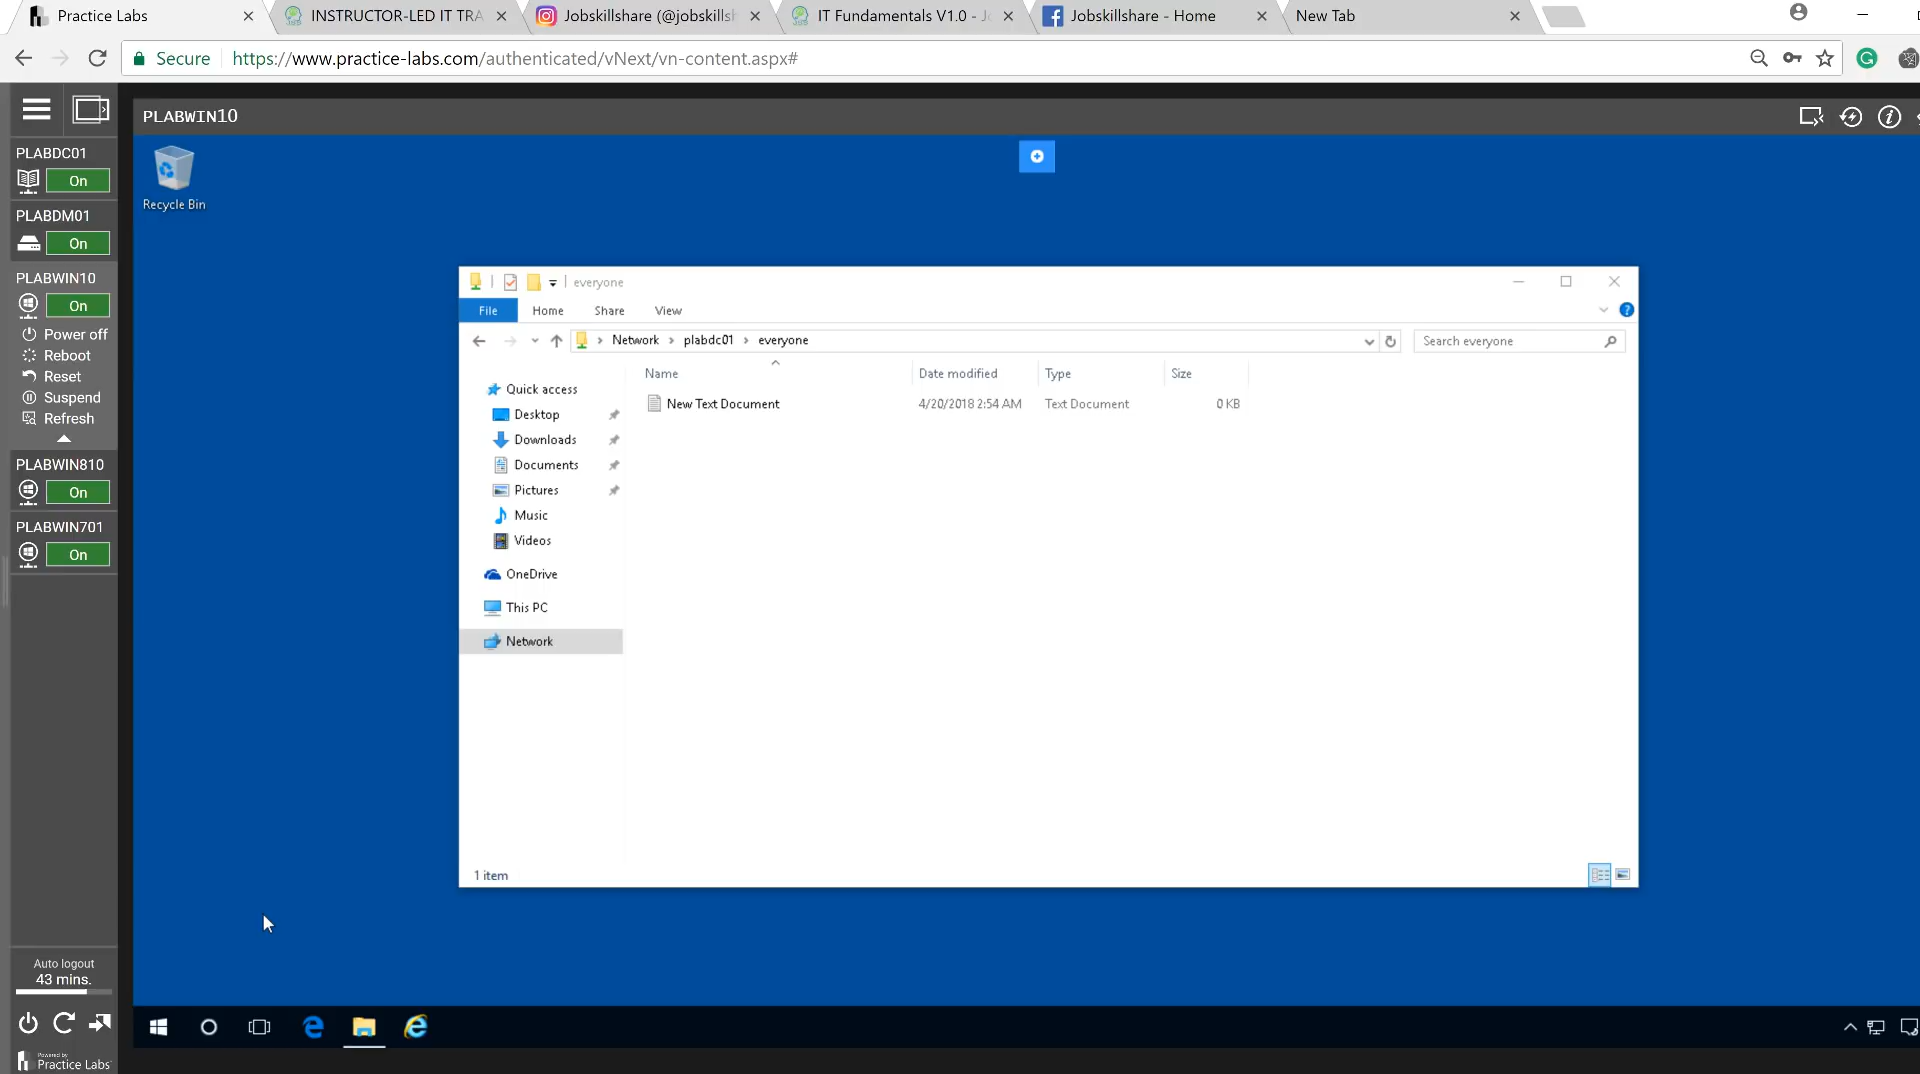 Practice Labs
INSTRUCTOR-LED IT TRA
Jobskillshare (@jobskillsh
IT Fundamentals V1.0 - Jo
Jobskillshare - Home
New Tab
Secure
https://www.practice-labs.com/authenticated/vNext/vn-content.aspx#
PLABWIN10
PLABDC01
On
PLABDM01
On
PLABWIN10
On
Power off
Reboot
Reset
Suspend
Refresh
PLABWIN810
On
PLABWIN701
On
Auto logout
43 mins.
Powered by
Practice Labs
Recycle Bin
everyone
File Home Share View
Network > plabdc01 > everyone
Search everyone
Name Date modified Type Size
New Text Document 4/20/2018 2:54 AM Text Document 0 KB
Quick access
Desktop
Downloads
Documents
Pictures
Music
Videos
OneDrive
This PC
Network
1 item